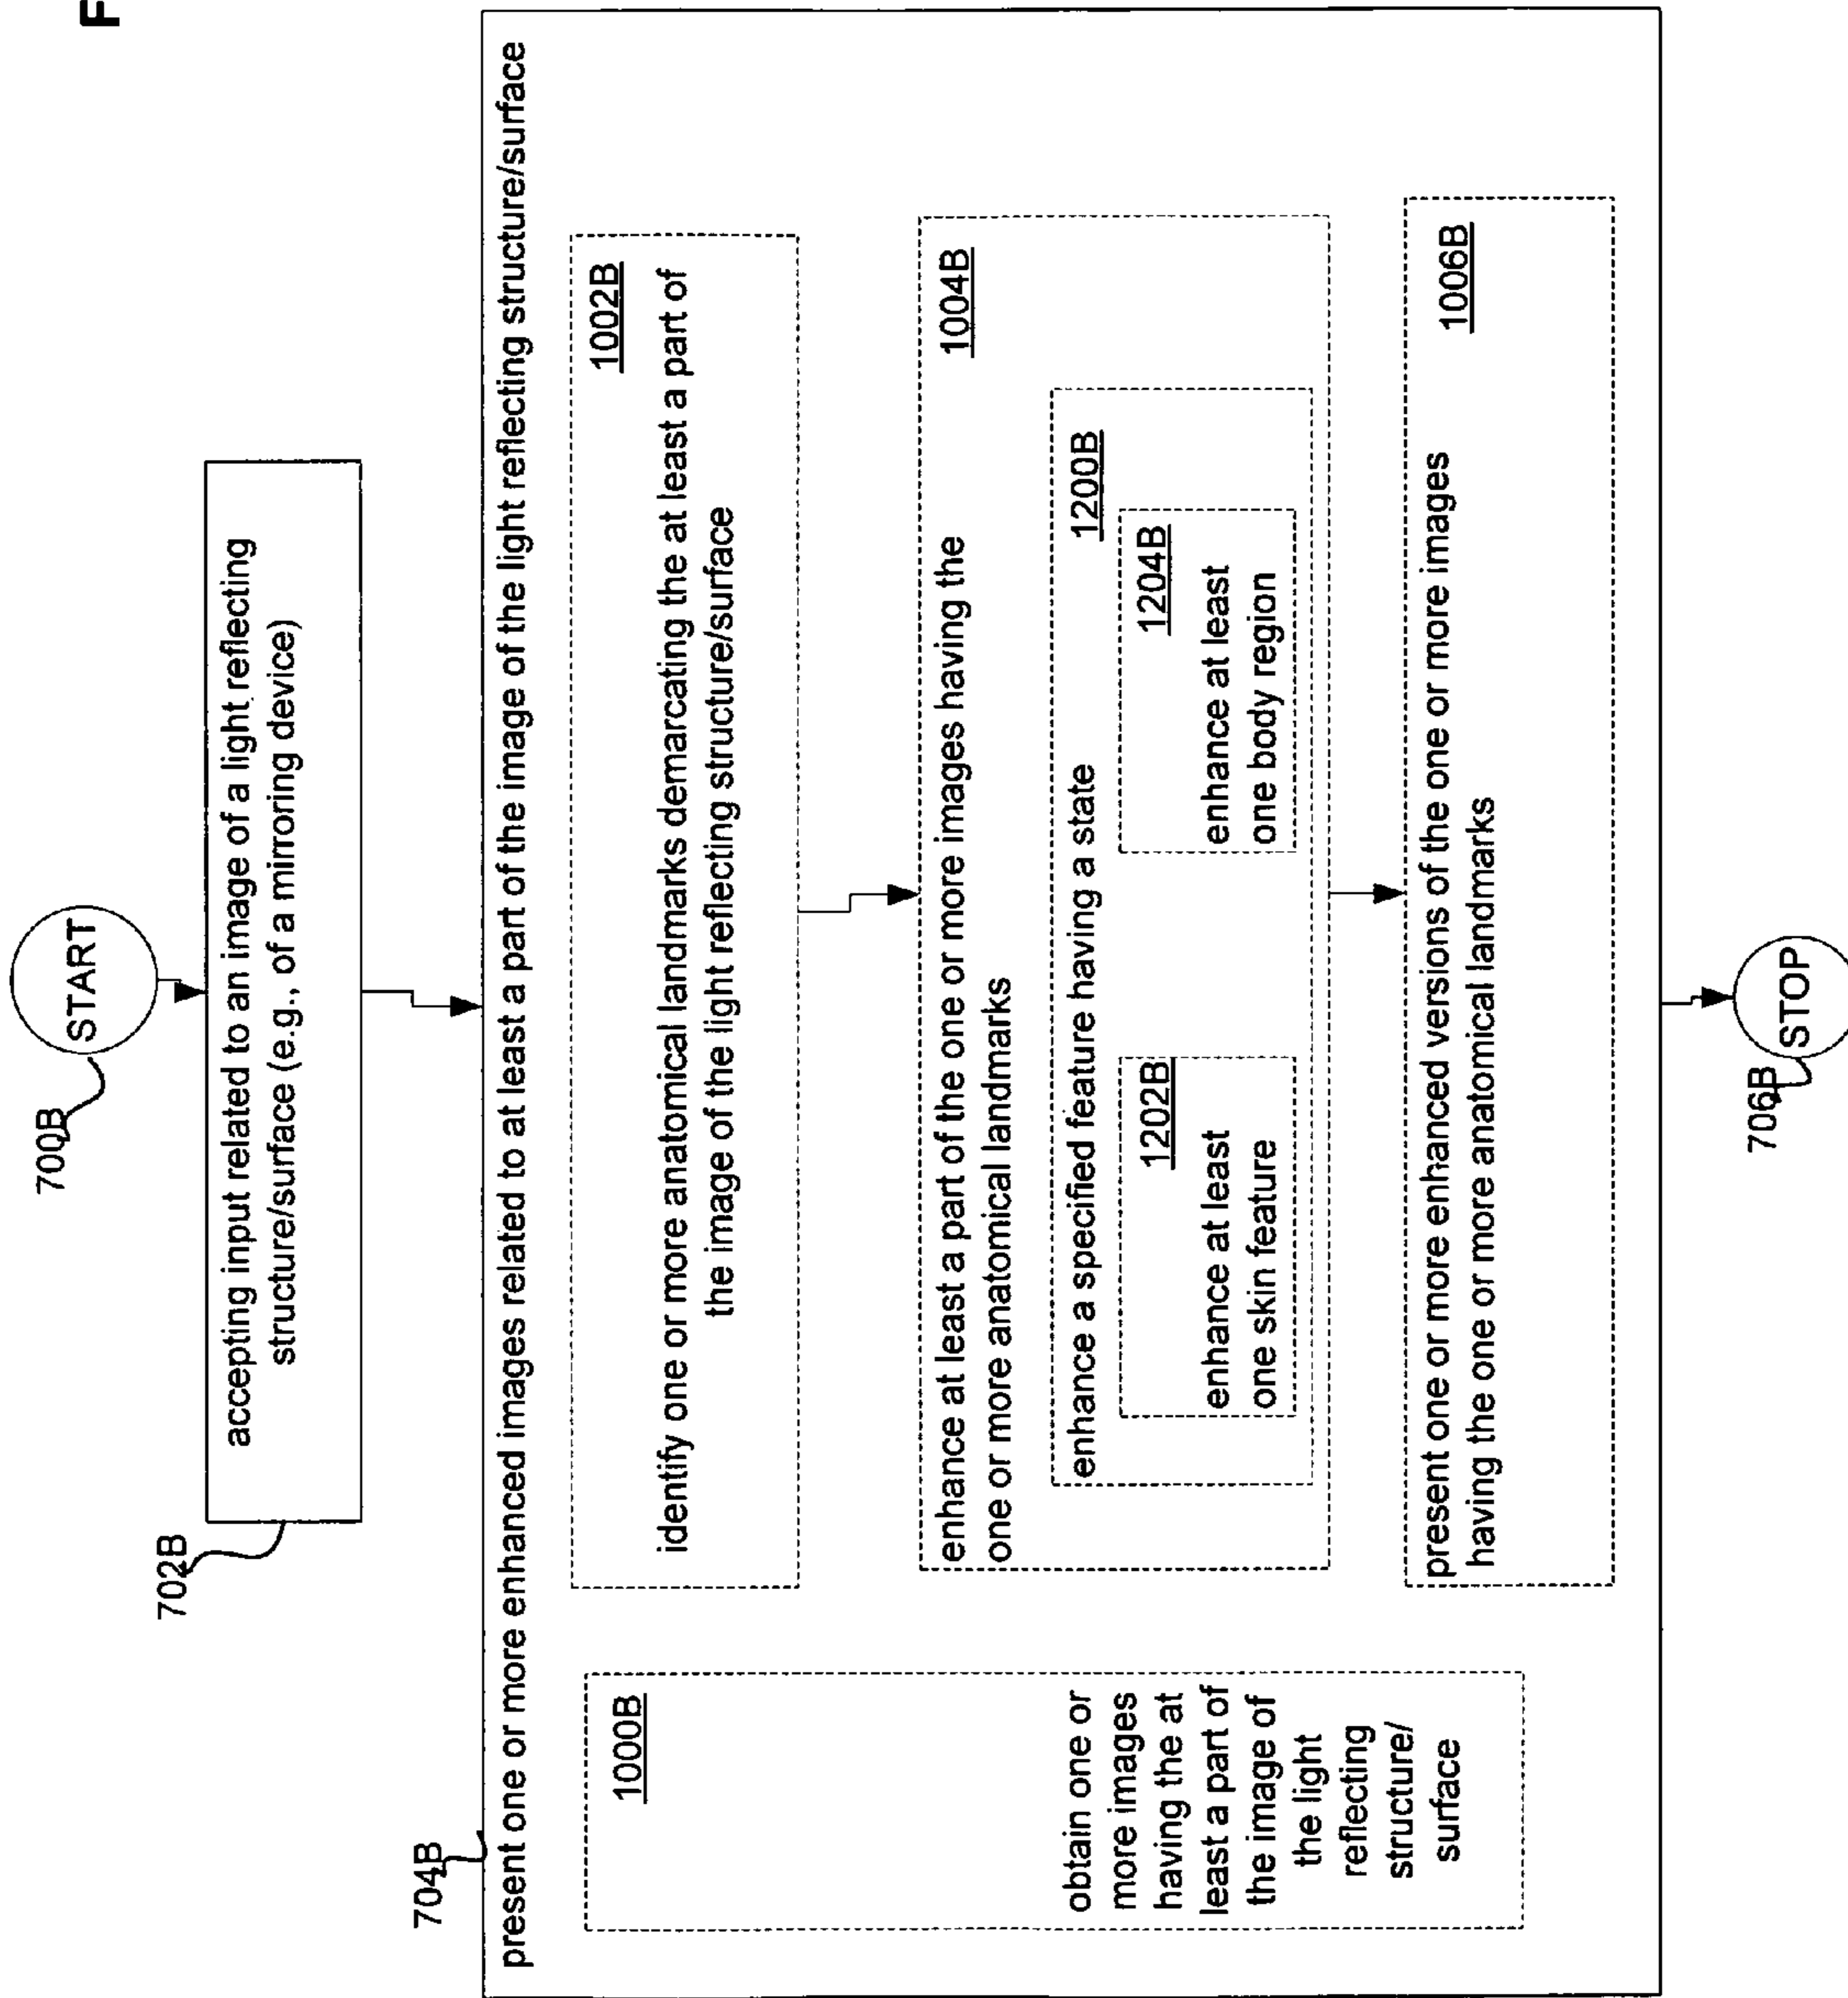 F
START
700B
702B
accepting input related to an image of a light reflecting
structure/surface (e.g., of a mirroring device)
704B
present one or more enhanced images related to at least a part of the image of the light reflecting structure/surface
1000B
obtain one or
more images
having the at
least a part of
the image of
the light
reflecting
structure/
surface
1002B
identify one or more anatomical landmarks demarcating the at least a part of
the image of the light reflecting structure/surface
1004B
enhance at least a part of the one or more images having the
one or more anatomical landmarks
1200B
enhance a specified feature having a state
1202B
enhance at least
one skin feature
1204B
enhance at least
one body region
1006B
present one or more enhanced versions of the one or more images
having the one or more anatomical landmarks
706B
STOP